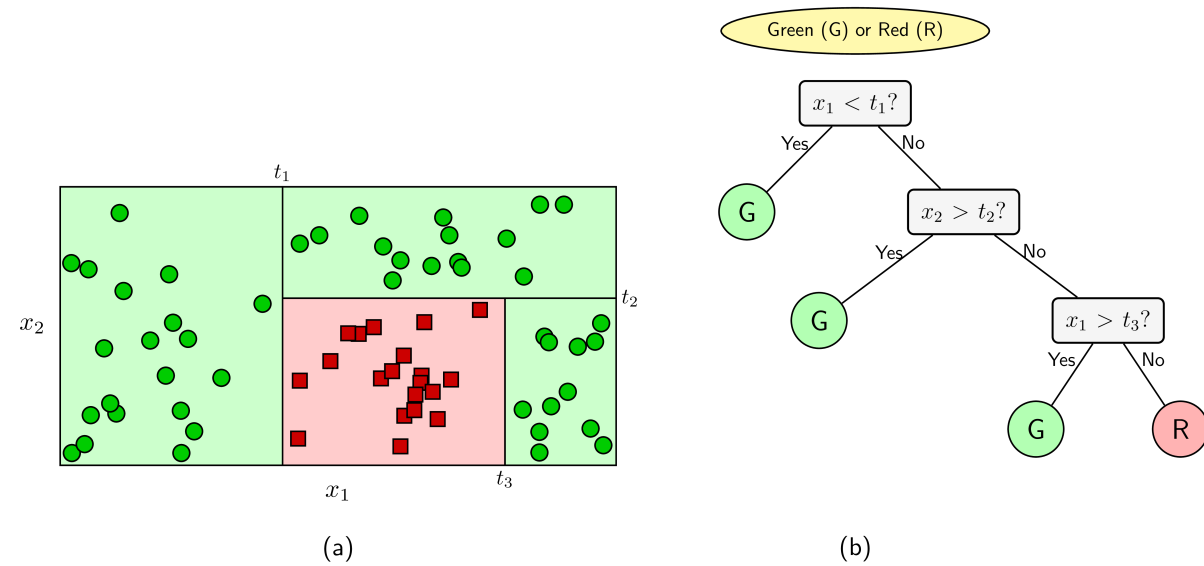 t₁
t₂
x₂
t₃
x₁
(a)
Green (G) or Red (R)
x₁ < t₁?
Yes
No
G
x₂ > t₂?
Yes
No
G
x₁ > t₃?
Yes
No
G
R
(b)